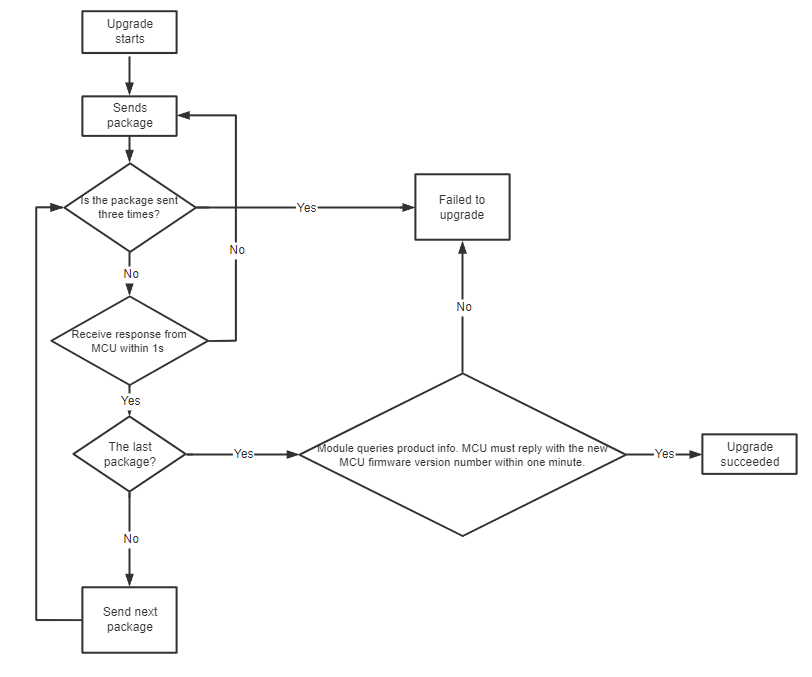 Upgrade
starts
Sends
package
Is the package sent
three times?
Yes
Failed to
upgrade
No
No
Receive response from
MCU within 1s
No
Yes
The last
package?
Yes
Module queries product info. MCU must reply with the new
MCU firmware version number within one minute.
Yes
Upgrade
succeeded
No
Send next
package